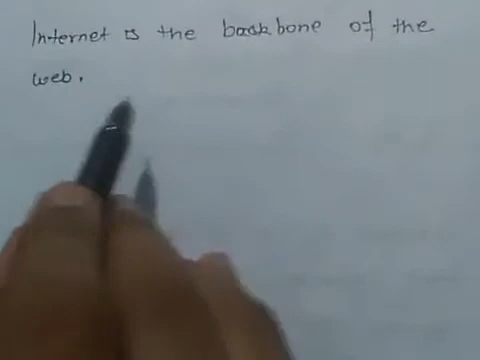 Internet is the backbone of the
web.